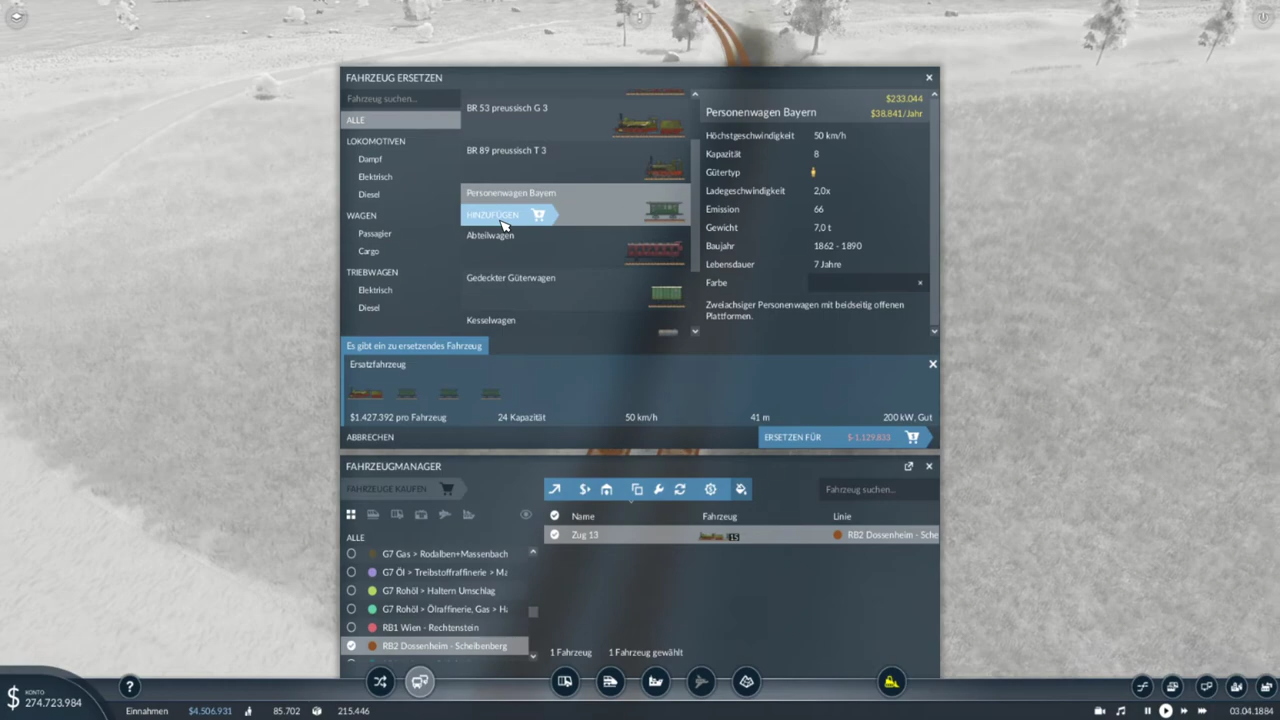 FAHRZEUG ERSETZEN
Fahrzeug suchen...
ALLE
LOKOMOTIVEN
Dampf
Elektrisch
Diesel
WAGEN
Passagier
Cargo
TRIEBWAGEN
Elektrisch
Diesel
BR 53 preussisch G 3
BR 89 preussisch T 3
Personenwagen Bayern
HINZUFÜGEN
Abteilwagen
Gedeckter Güterwagen
Kesselwagen
$233.044
Personenwagen Bayern
$38.841/Jahr
Höchstgeschwindigkeit 50 km/h
Kapazität 8
Gütertyp
Ladegeschwindigkeit 2,0x
Emission 66
Gewicht 7,0 t
Baujahr 1862 - 1890
Lebensdauer 7 Jahre
Farbe
Zweiachsiger Personenwagen mit beidseitig offenen
Plattformen.
Es gibt ein zu ersetzendes Fahrzeug
Ersatzfahrzeug
$1.427.392 pro Fahrzeug 24 Kapazität 50 km/h 41 m 200 kW, Gut
ABBRECHEN
ERSETZEN FÜR $-1.129.833
FAHRZEUGMANAGER
FAHRZEUGE KAUFEN
Fahrzeug suchen...
ALLE
G7 Gas > Rodalben+Massenbach
G7 Öl > Treibstoffraffinerie > Ma
G7 Rohöl > Haltern Umschlag
G7 Rohöl > Ölraffinerie, Gas > Ha
RB1 Wien - Rechtenstein
RB2 Dossenheim - Scheibenberg
Name Fahrzeug Linie
Zug 13 15 RB2 Dossenheim - Sche
1 Fahrzeug 1 Fahrzeug gewählt
KONTO
$ 274.723.984
?
Einnahmen $4.506.931 85.702 215.446
03.04.1884